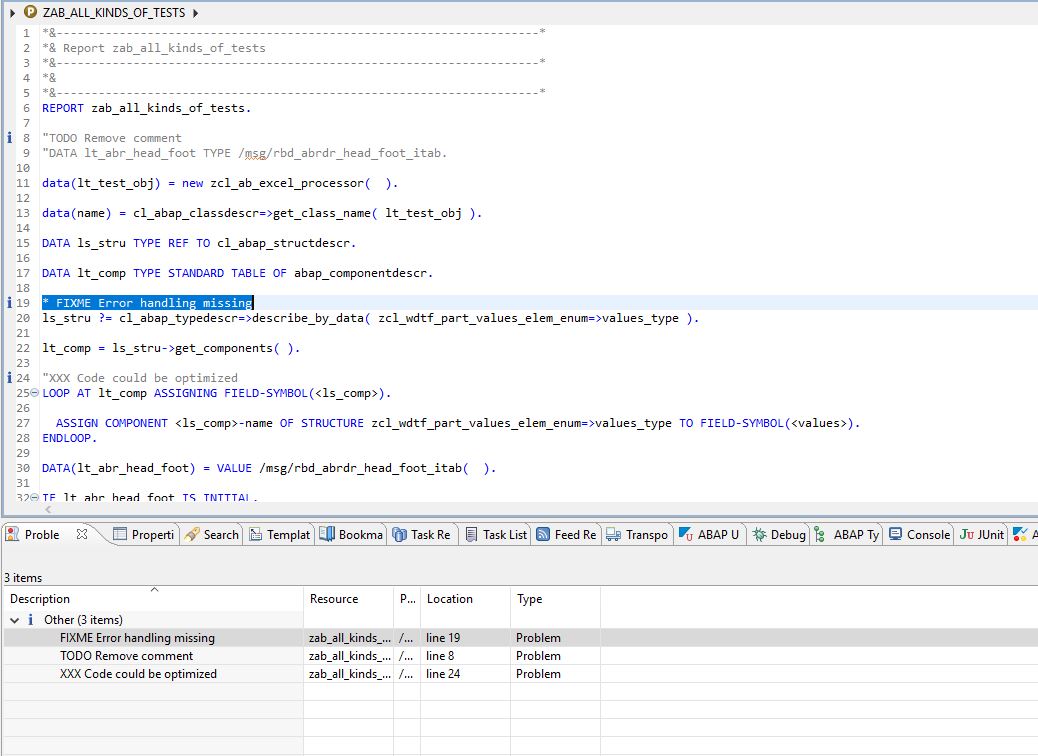 ZAB_ALL_KINDS_OF_TESTS
1 *&---------------------------------------------------------------------*
2 *& Report zab_all_kinds_of_tests
3 *&---------------------------------------------------------------------*
4 *&
5 *&---------------------------------------------------------------------*
6 REPORT zab_all_kinds_of_tests.
7
8 "TODO Remove comment
9 "DATA lt_abr_head_foot TYPE /msg/rbd_abrdr_head_foot_itab.
10
11 data(lt_test_obj) = new zcl_ab_excel_processor(  ).
12
13 data(name) = cl_abap_classdescr=>get_class_name( lt_test_obj ).
14
15 DATA ls_stru TYPE REF TO cl_abap_structdescr.
16
17 DATA lt_comp TYPE STANDARD TABLE OF abap_componentdescr.
18
19 * FIXME Error handling missing
20 ls_stru ?= cl_abap_typedescr=>describe_by_data( zcl_wdtf_part_values_elem_enum=>values_type ).
21
22 lt_comp = ls_stru->get_components( ).
23
24 "XXX Code could be optimized
25 LOOP AT lt_comp ASSIGNING FIELD-SYMBOL(<ls_comp>).
26
27 ASSIGN COMPONENT <ls_comp>-name OF STRUCTURE zcl_wdtf_part_values_elem_enum=>values_type TO FIELD-SYMBOL(<values>).
28 ENDLOOP.
29
30 DATA(lt_abr_head_foot) = VALUE /msg/rbd_abrdr_head_foot_itab(  ).
31
32 IF lt_abr_head_foot IS INITIAL.
Proble Properti Search Templat Bookma Task Re Task List Feed Re Transpo ABAP U Debug ABAP Ty Console JUnit A
3 items
Description Resource P... Location Type
Other (3 items)
FIXME Error handling missing zab_all_kinds_... /... line 19 Problem
TODO Remove comment zab_all_kinds_... /... line 8 Problem
XXX Code could be optimized zab_all_kinds_... /... line 24 Problem